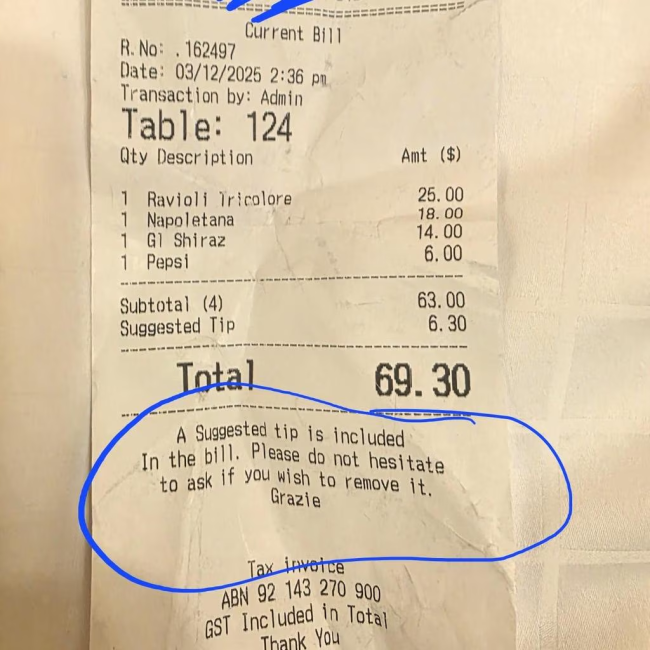 Current Bill
R.No: .162497
Date: 03/12/2025 2:36 pm
Transaction by: Admin
Table: 124
Qty Description Amt ($)
1 Ravioli Tricolore 25.00
1 Napoletana 18.00
1 Gl Shiraz 14.00
1 Pepsi 6.00
Subtotal (4) 63.00
Suggested Tip 6.30
Total 69.30
A Suggested tip is included
In the bill. Please do not hesitate
to ask if you wish to remove it.
Grazie
Tax invoice
ABN 92 143 270 900
GST Included in Total
Thank You